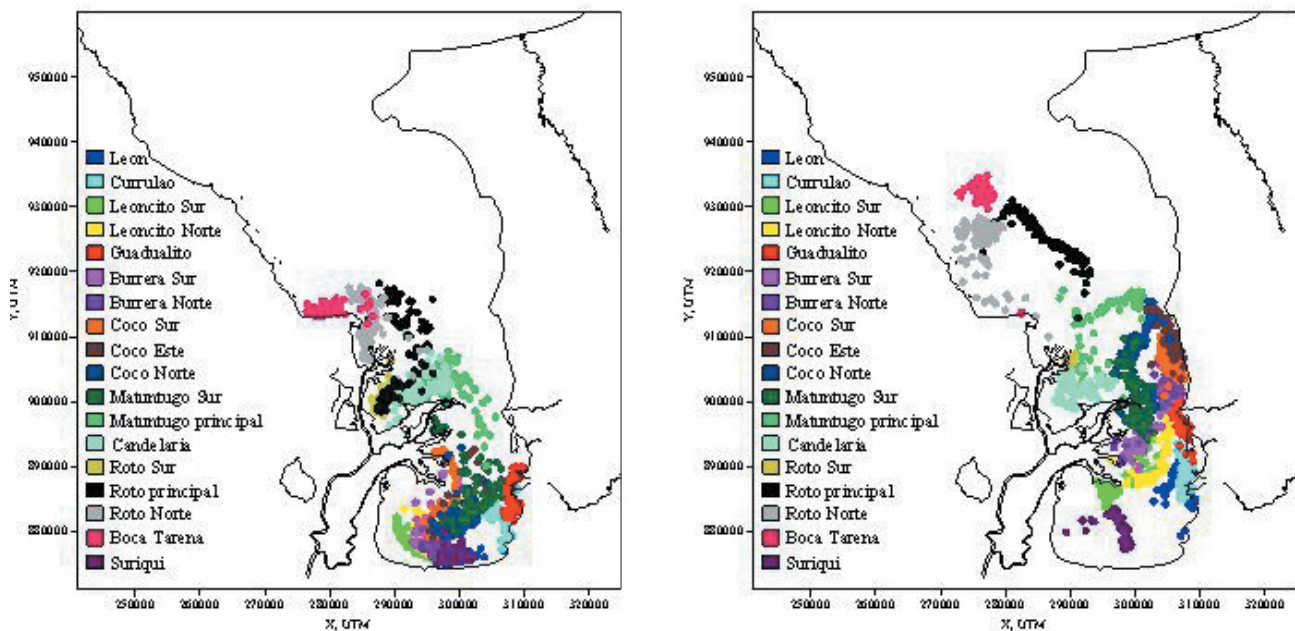 950000
940000
930000
920000
910000
900000
890000
880000
Y, UTM
Leon
Currulao
Leoncito Sur
Leoncito Norte
Guadualito
Burrera Sur
Burrera Norte
Coco Sur
Coco Este
Coco Norte
Matuntugo Sur
Matuntugo principal
Candelaria
Roto Sur
Roto principal
Roto Norte
Boca Tarena
Suriqui
250000 260000 270000 280000 290000 300000 310000 320000
X, UTM
950000
940000
930000
920000
910000
900000
890000
880000
Y, UTM
Leon
Currulao
Leoncito Sur
Leoncito Norte
Guadualito
Burrera Sur
Burrera Norte
Coco Sur
Coco Este
Coco Norte
Matuntugo Sur
Matuntugo principal
Candelaria
Roto Sur
Roto principal
Roto Norte
Boca Tarena
Suriqui
250000 260000 270000 280000 290000 300000 310000 320000
X, UTM